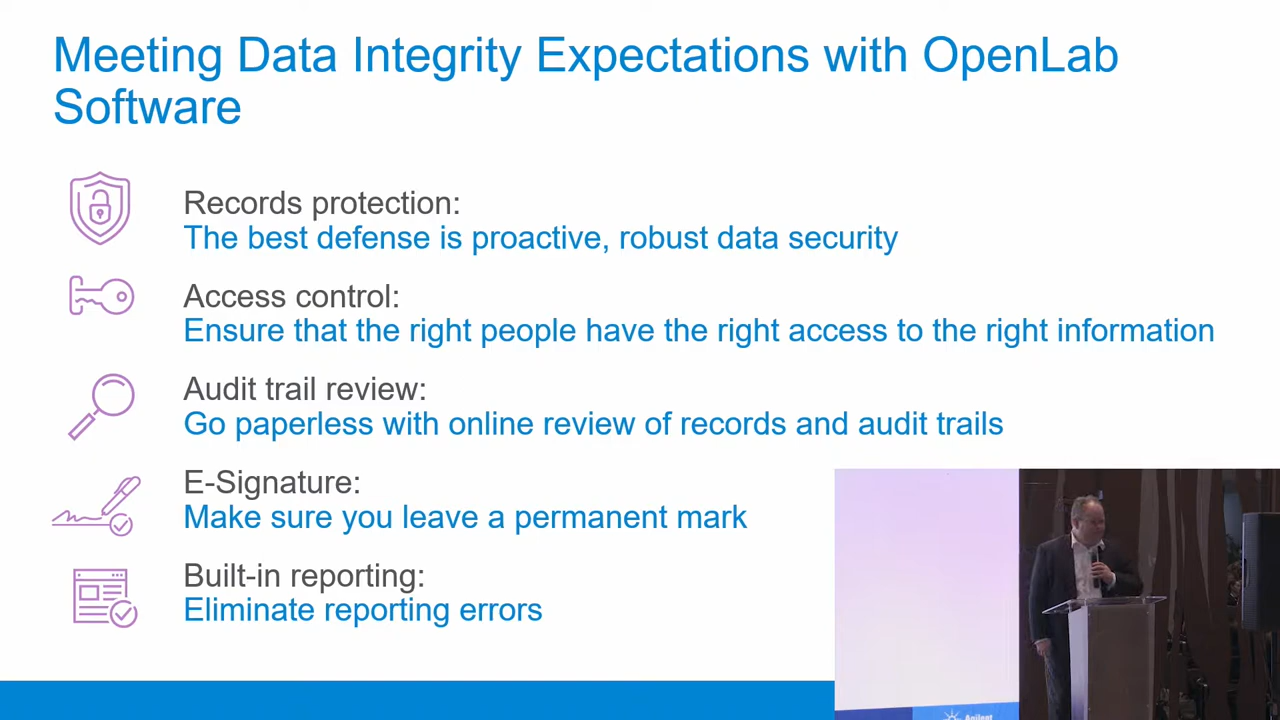 Meeting Data Integrity Expectations with OpenLab
Software
Records protection:
The best defense is proactive, robust data security
Access control:
Ensure that the right people have the right access to the right information
Audit trail review:
Go paperless with online review of records and audit trails
E-Signature:
Make sure you leave a permanent mark
Built-in reporting:
Eliminate reporting errors
Agilent